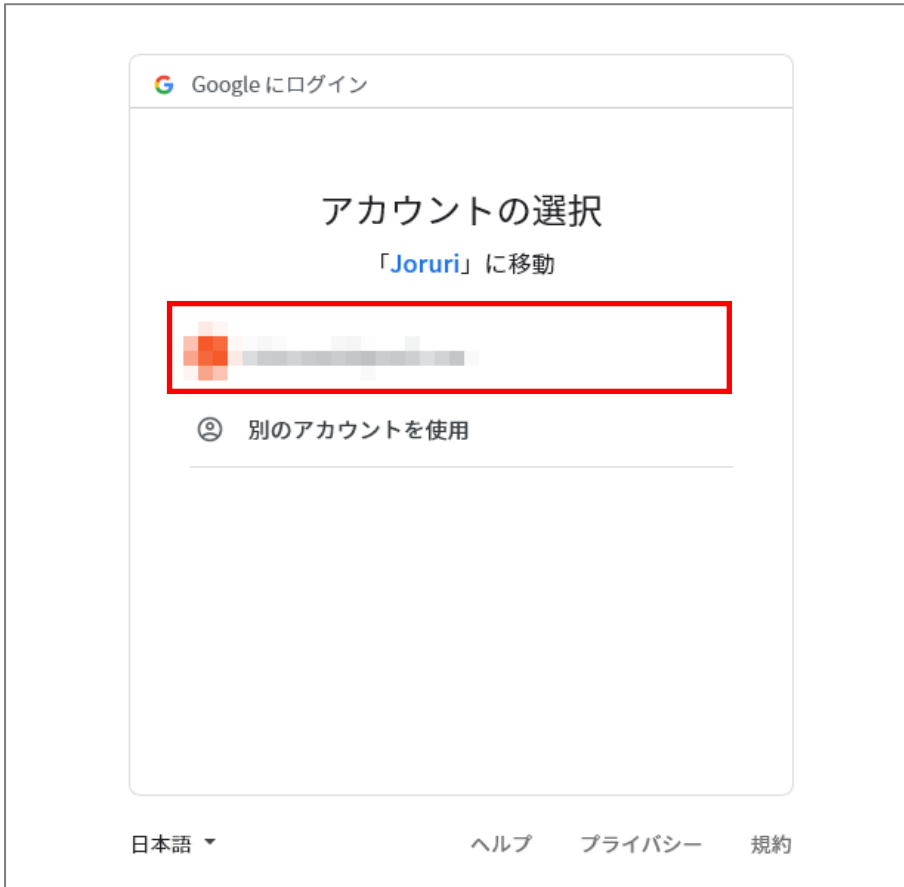 Google にログイン
アカウントの選択
「Joruri」に移動
別のアカウントを使用
日本語
ヘルプ プライバシー 規約